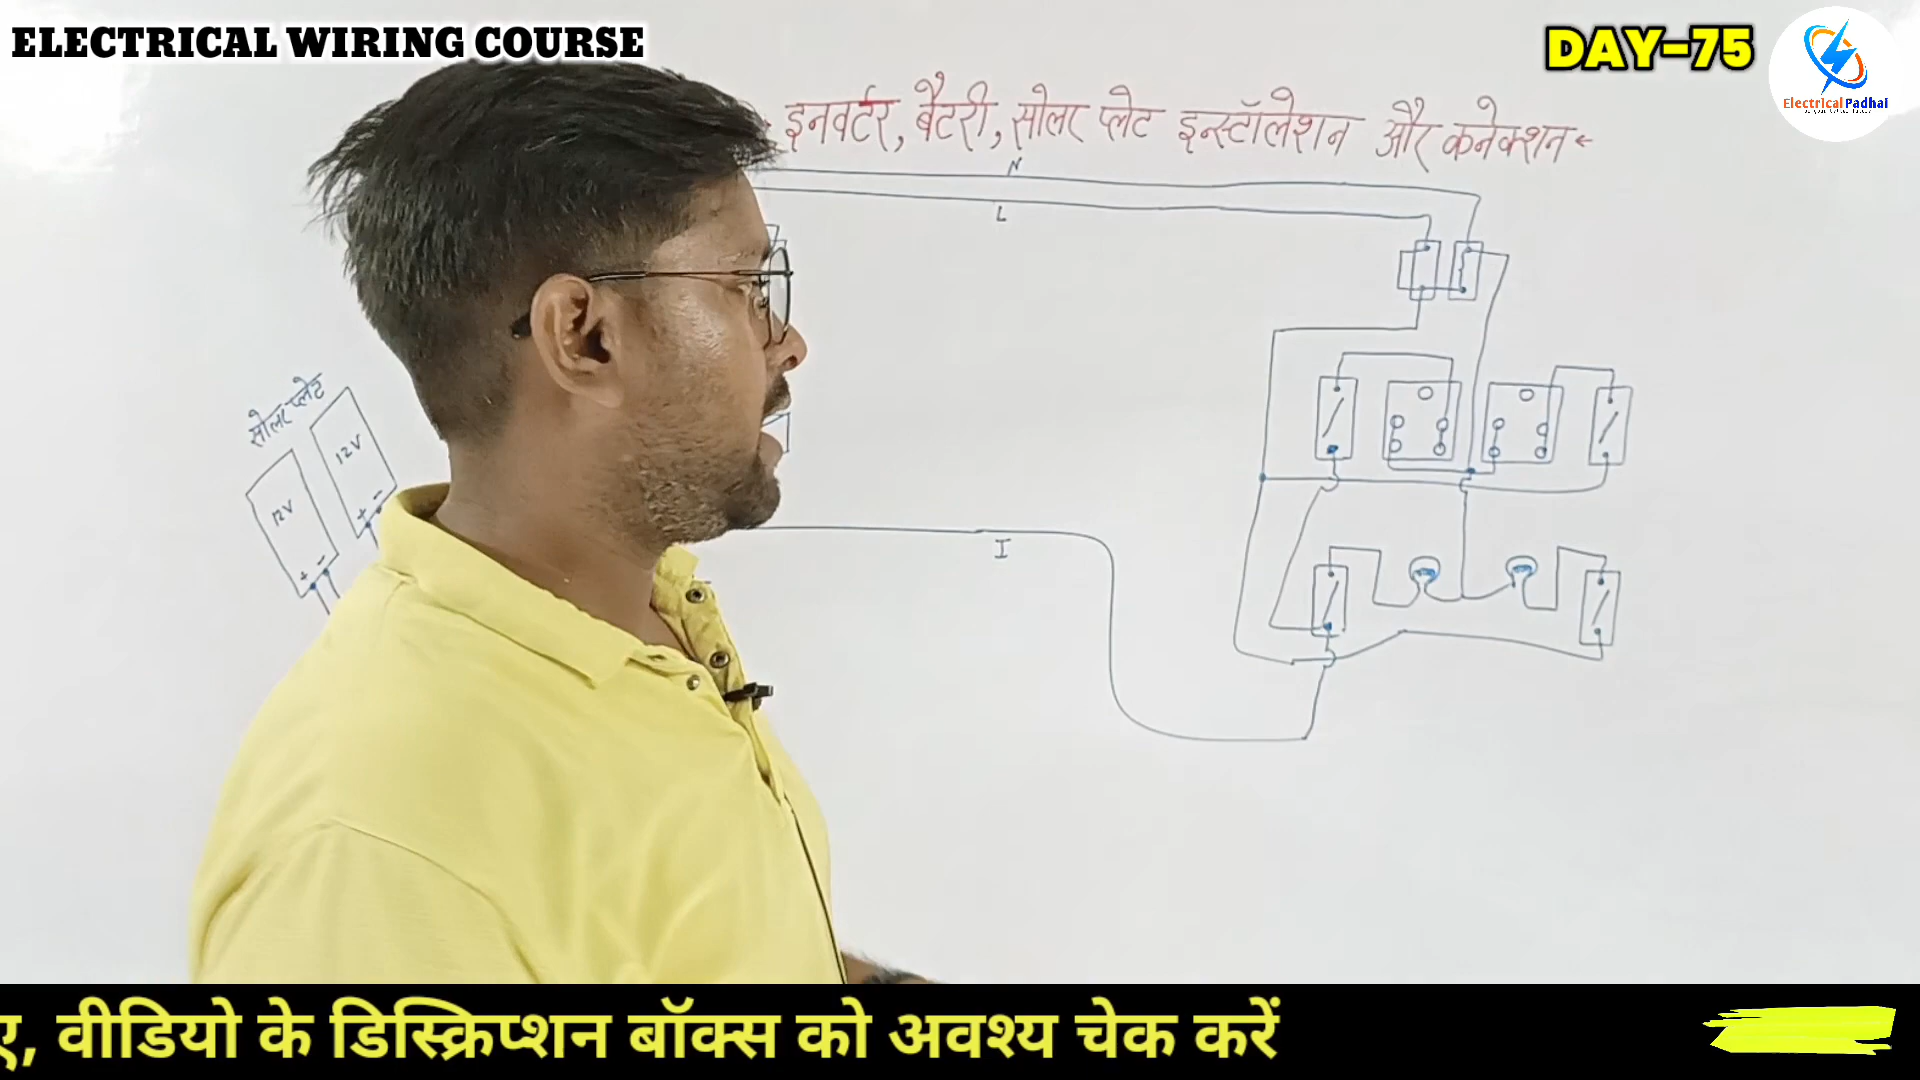 ELECTRICAL WIRING COURSE
DAY-75
Electrical Padhai
इनवर्टर, बैटरी, सोलर प्लेट इन्स्टॉलेशन और कनेक्शन
N
L
सोलर प्लेट
12V
12V
+ -
+ -
I
ए, वीडियो के डिस्क्रिप्शन बॉक्स को अवश्य चेक करें